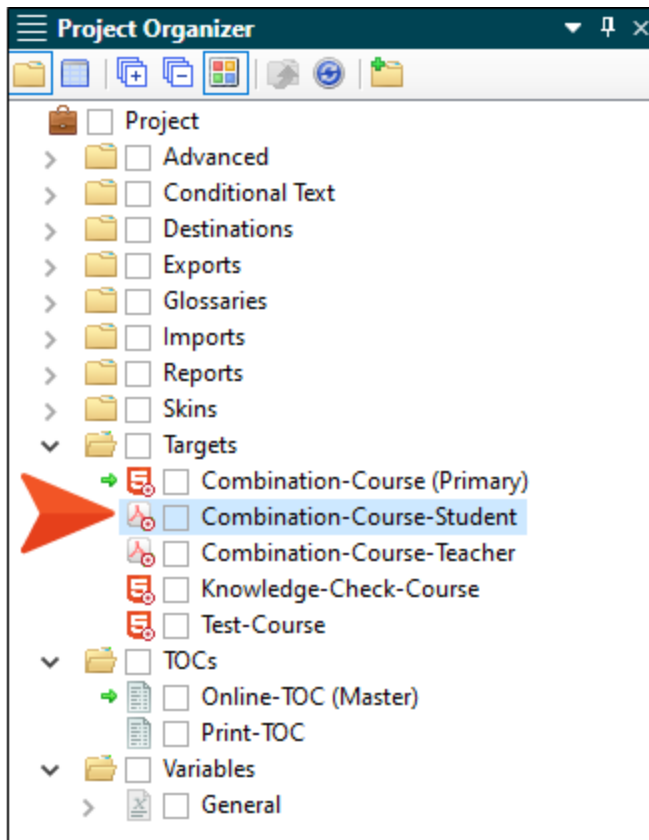 Project Organizer
Project
Advanced
Conditional Text
Destinations
Exports
Glossaries
Imports
Reports
Skins
Targets
Combination-Course (Primary)
Combination-Course-Student
Combination-Course-Teacher
Knowledge-Check-Course
Test-Course
TOCs
Online-TOC (Master)
Print-TOC
Variables
General